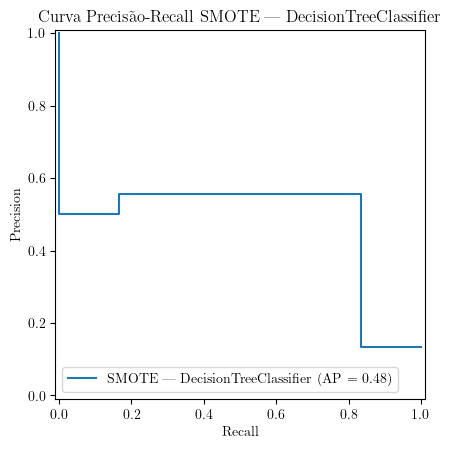 Curva Precisão-Recall SMOTE — DecisionTreeClassifier
1.0
0.8
0.6
0.4
0.2
0.0
Precision
SMOTE — DecisionTreeClassifier (AP = 0.48)
0.0 0.2 0.4 0.6 0.8 1.0
Recall